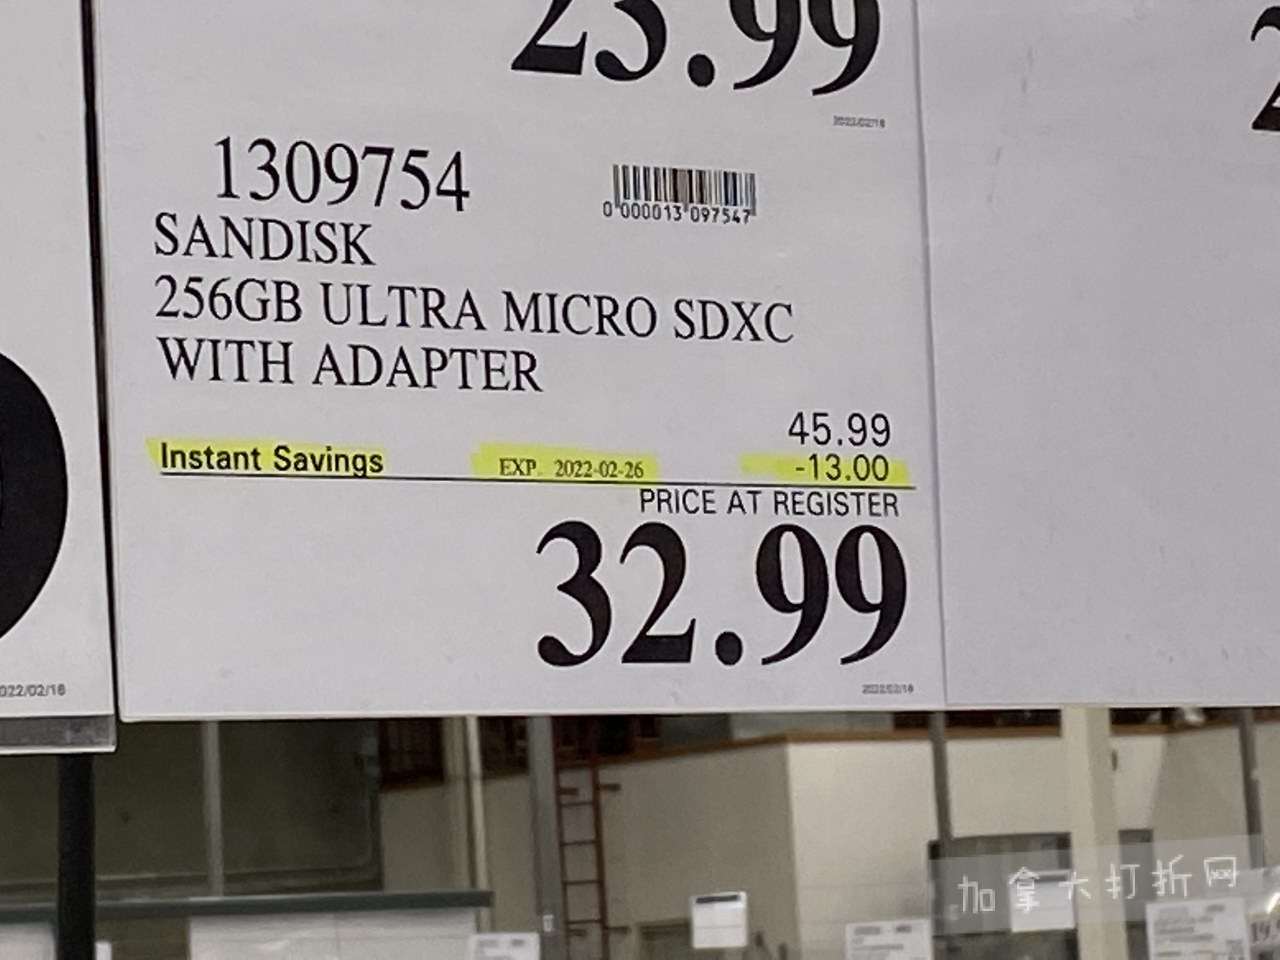 23.99
2022/02/18
1309754
0 000013 097547
SANDISK
256GB ULTRA MICRO SDXC
WITH ADAPTER
45.99
Instant Savings EXP. 2022-02-26 -13.00
PRICE AT REGISTER
32.99
2022/02/18
022/02/18
加拿大打折网